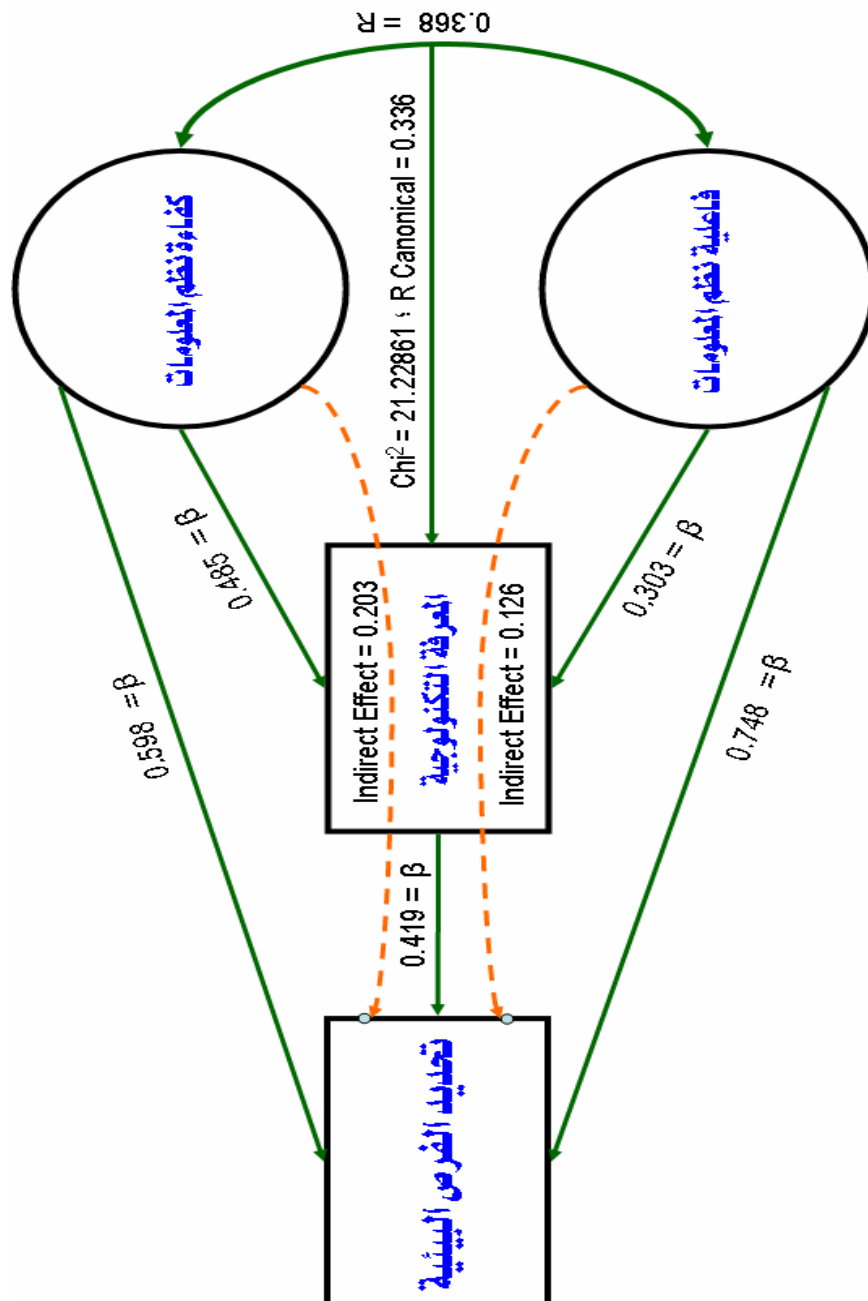 0.368 = R
كفاءة نظم المعلومات
Chi² = 21.22861 ؛ R Canonical = 0.336
فاعلية نظم المعلومات
0.485 = β
0.303 = β
0.598 = β
0.748 = β
Indirect Effect = 0.203
المعرفة التكنولوجية
Indirect Effect = 0.126
0.419 = β
تحديد الفرص البيئية